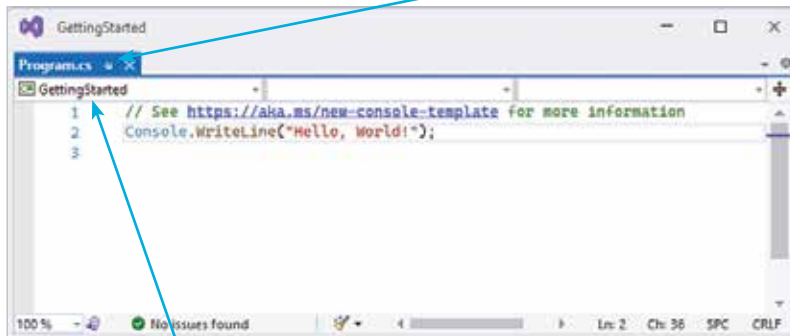 GettingStarted
Program.cs
GettingStarted
1 // See https://aka.ms/new-console-template for more information
2 Console.WriteLine("Hello, World!");
3
100 % No issues found Ln: 2 Ch: 36 SPC CRLF